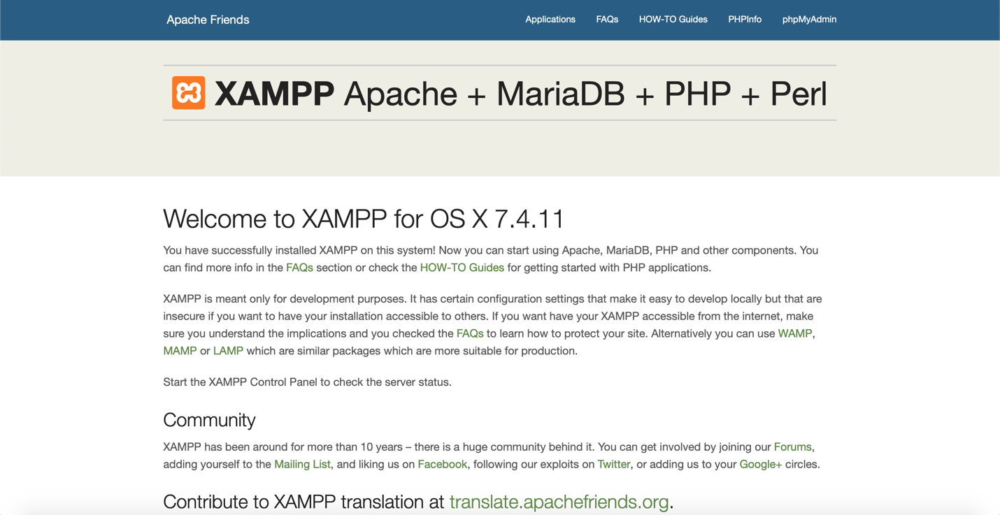 Apache Friends
Applications FAQs HOW-TO Guides PHPInfo phpMyAdmin
XAMPP Apache + MariaDB + PHP + Perl
Welcome to XAMPP for OS X 7.4.11
You have successfully installed XAMPP on this system! Now you can start using Apache, MariaDB, PHP and other components. You
can find more info in the FAQs section or check the HOW-TO Guides for getting started with PHP applications.
XAMPP is meant only for development purposes. It has certain configuration settings that make it easy to develop locally but that are
insecure if you want to have your installation accessible to others. If you want have your XAMPP accessible from the internet, make
sure you understand the implications and you checked the FAQs to learn how to protect your site. Alternatively you can use WAMP,
MAMP or LAMP which are similar packages which are more suitable for production.
Start the XAMPP Control Panel to check the server status.
Community
XAMPP has been around for more than 10 years – there is a huge community behind it. You can get involved by joining our Forums,
adding yourself to the Mailing List, and liking us on Facebook, following our exploits on Twitter, or adding us to your Google+ circles.
Contribute to XAMPP translation at translate.apachefriends.org.